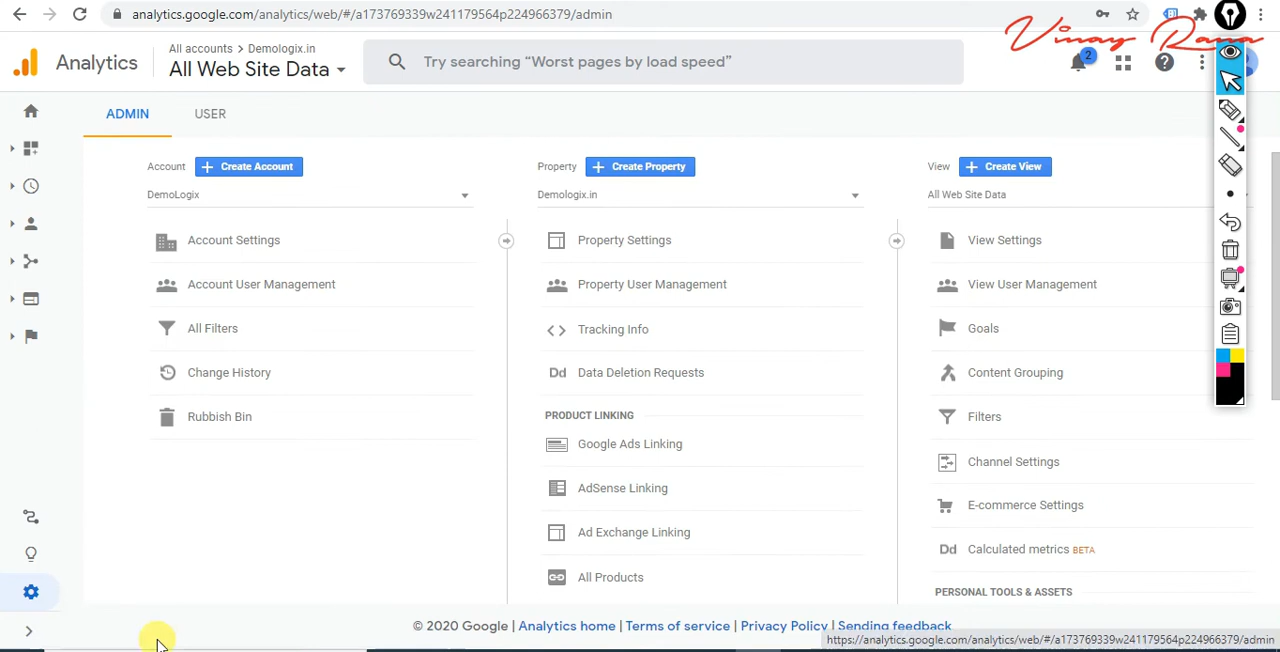 analytics.google.com/analytics/web/#/a173769339w241179564p224966379/admin
Vinay Rana
Analytics
All accounts > Demologix.in
All Web Site Data
Try searching “Worst pages by load speed”
2
ADMIN
USER
Account
Create Account
DemoLogix
Account Settings
Account User Management
All Filters
Change History
Rubbish Bin
Property
Create Property
Demologix.in
Property Settings
Property User Management
Tracking Info
Dd Data Deletion Requests
PRODUCT LINKING
Google Ads Linking
AdSense Linking
Ad Exchange Linking
All Products
View
Create View
All Web Site Data
View Settings
View User Management
Goals
Content Grouping
Filters
Channel Settings
E-commerce Settings
Dd Calculated metrics BETA
PERSONAL TOOLS & ASSETS
© 2020 Google | Analytics home | Terms of service | Privacy Policy | Sending feedback
https://analytics.google.com/analytics/web/#/a173769339w241179564p224966379/admin